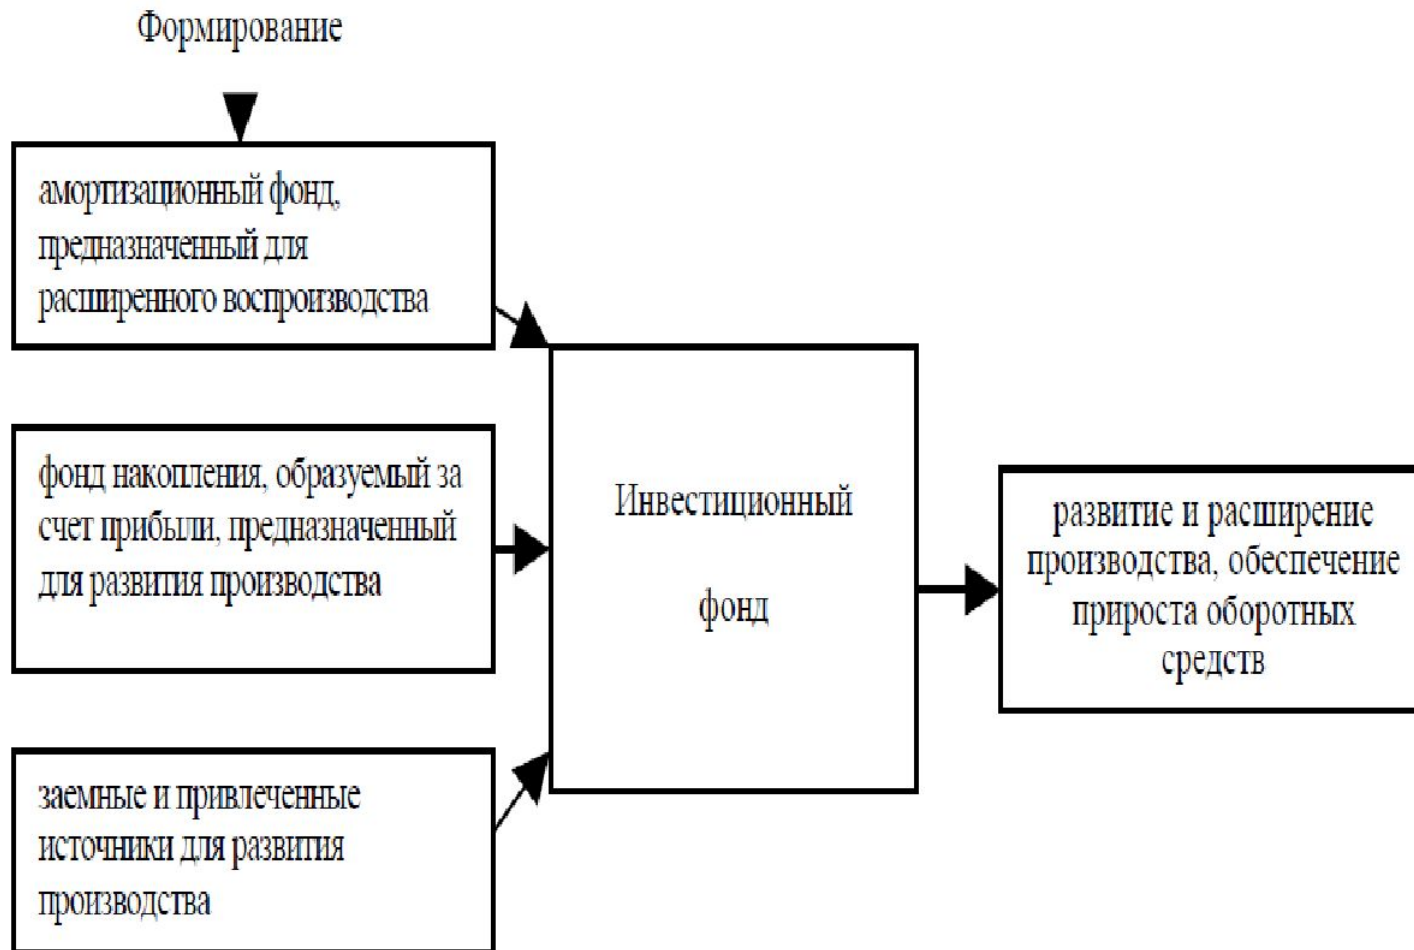 Формирование
амортизационный фонд,
предназначенный для
расширенного воспроизводства
фонд накопления, образуемый за
счет прибыли, предназначенный
для развития производства
заемные и привлеченные
источники для развития
производства
Инвестиционный
фонд
развитие и расширение
производства, обеспечение
прироста оборотных
средств